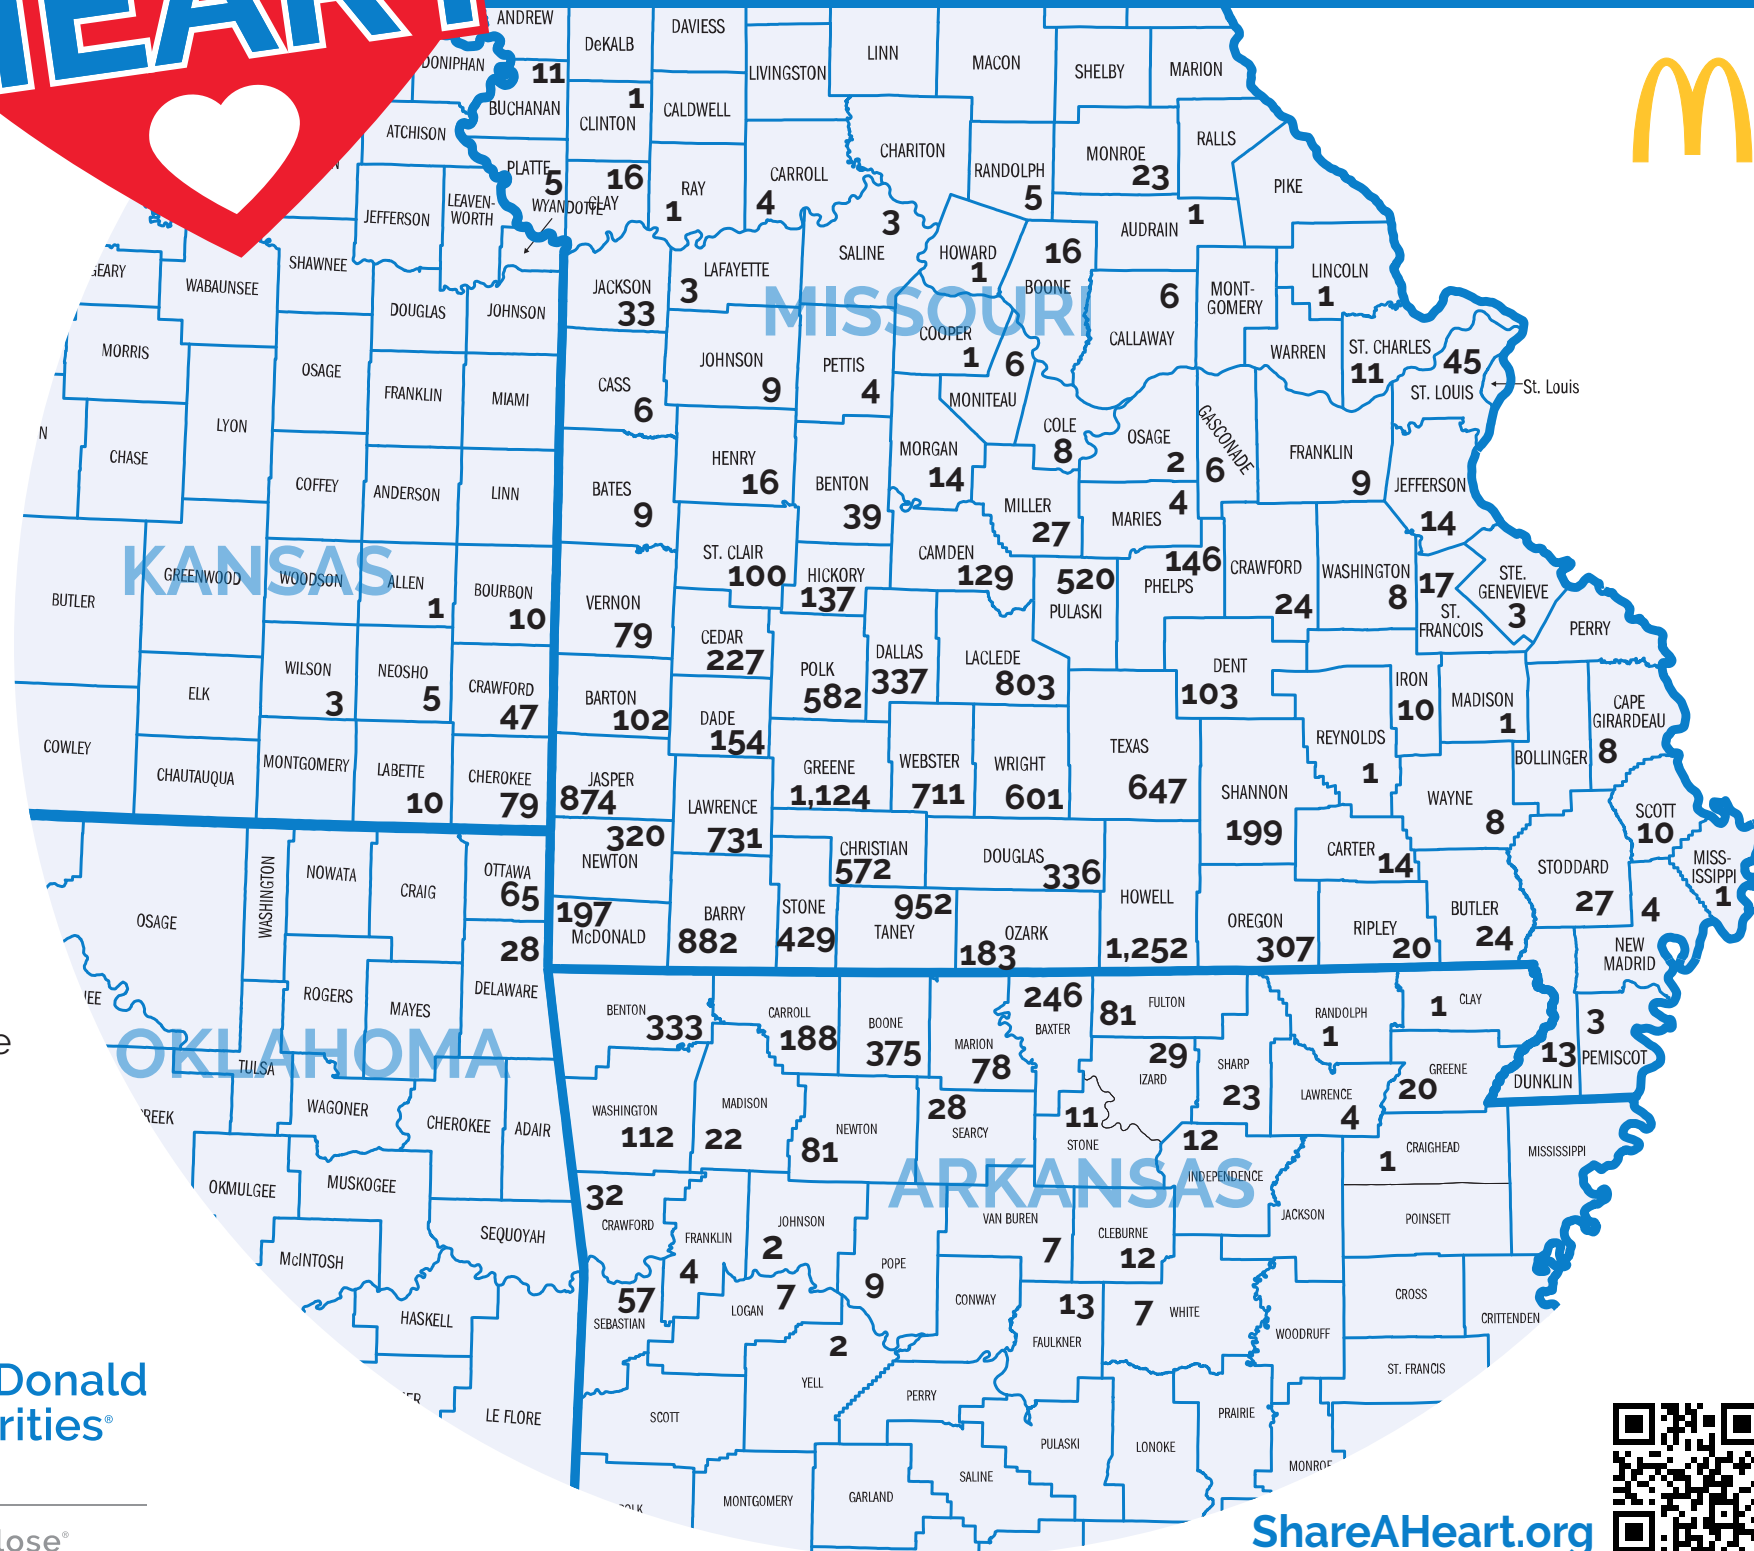 HEART
ANDREW
DeKALB
DAVIESS
LINN
MACON
SHELBY
MARION
DONIPHAN
11
LIVINGSTON
BUCHANAN
1
CLINTON
CALDWELL
ATCHISON
CHARITON
MONROE
23
RALLS
PIKE
PLATTE
5
16
CLAY
RAY
1
CARROLL
4
RANDOLPH
5
JEFFERSON
LEAVEN-
WORTH
WYANDOTTE
3
SALINE
HOWARD
1
16
BOONE
AUDRAIN
1
GEARY
WABAUNSEE
SHAWNEE
DOUGLAS
JOHNSON
JACKSON
33
LAFAYETTE
3
MISSOURI
6
CALLAWAY
MONT-
GOMERY
LINCOLN
1
MORRIS
OSAGE
FRANKLIN
MIAMI
CASS
6
JOHNSON
9
PETTIS
4
COOPER
1
6
MONITEAU
WARREN
ST. CHARLES
11
45
ST. LOUIS
St. Louis
N
CHASE
LYON
COFFEY
ANDERSON
LINN
BATES
9
HENRY
16
BENTON
39
MORGAN
14
COLE
8
OSAGE
2
GASCONADE
6
FRANKLIN
9
JEFFERSON
14
MILLER
27
MARIES
4
KANSAS
BUTLER
GREENWOOD
WOODSON
ALLEN
1
BOURBON
10
VERNON
79
ST. CLAIR
100
HICKORY
137
CAMDEN
129
520
PULASKI
146
PHELPS
CRAWFORD
24
WASHINGTON
8
17
ST.
FRANCOIS
STE.
GENEVIEVE
3
PERRY
ELK
WILSON
3
NEOSHO
5
CRAWFORD
47
BARTON
102
CEDAR
227
POLK
582
DALLAS
337
LACLEDE
803
DENT
103
IRON
10
MADISON
1
CAPE
GIRARDEAU
8
COWLEY
CHAUTAUQUA
MONTGOMERY
LABETTE
10
CHEROKEE
79
JASPER
874
DADE
154
GREENE
1,124
WEBSTER
711
WRIGHT
601
TEXAS
647
SHANNON
199
REYNOLDS
1
BOLLINGER
WAYNE
8
SCOTT
10
LAWRENCE
731
320
NEWTON
CHRISTIAN
572
DOUGLAS
336
HOWELL
1,252
CARTER
14
STODDARD
27
MISS-
ISSIPPI
1
OSAGE
WASHINGTON
NOWATA
CRAIG
OTTAWA
65
197
McDONALD
BARRY
882
STONE
429
952
TANEY
OZARK
183
OREGON
307
RIPLEY
20
BUTLER
24
4
NEW
MADRID
28
DELAWARE
ROGERS
MAYES
BENTON
333
CARROLL
188
BOONE
375
MARION
78
246
BAXTER
81
FULTON
RANDOLPH
1
1
CLAY
3
PEMISCOT
13
DUNKLIN
OKLAHOMA
TULSA
WAGONER
CHEROKEE
ADAIR
WASHINGTON
112
MADISON
22
NEWTON
81
28
SEARCY
29
IZARD
SHARP
23
LAWRENCE
4
GREENE
20
11
STONE
12
INDEPENDENCE
1
CRAIGHEAD
MISSISSIPPI
ARKANSAS
OKMULGEE
MUSKOGEE
SEQUOYAH
McINTOSH
HASKELL
LE FLORE
32
CRAWFORD
FRANKLIN
4
JOHNSON
2
POPE
9
VAN BUREN
7
CLEBURNE
12
JACKSON
POINSETT
57
SEBASTIAN
LOGAN
7
2
YELL
CONWAY
13
FAULKNER
7
WHITE
WOODRUFF
CROSS
CRITTENDEN
ST. FRANCIS
SCOTT
PERRY
PULASKI
LONOKE
PRAIRIE
MONROE
MONTGOMERY
GARLAND
SALINE
Donald
rities®
lose®
ShareAHeart.org